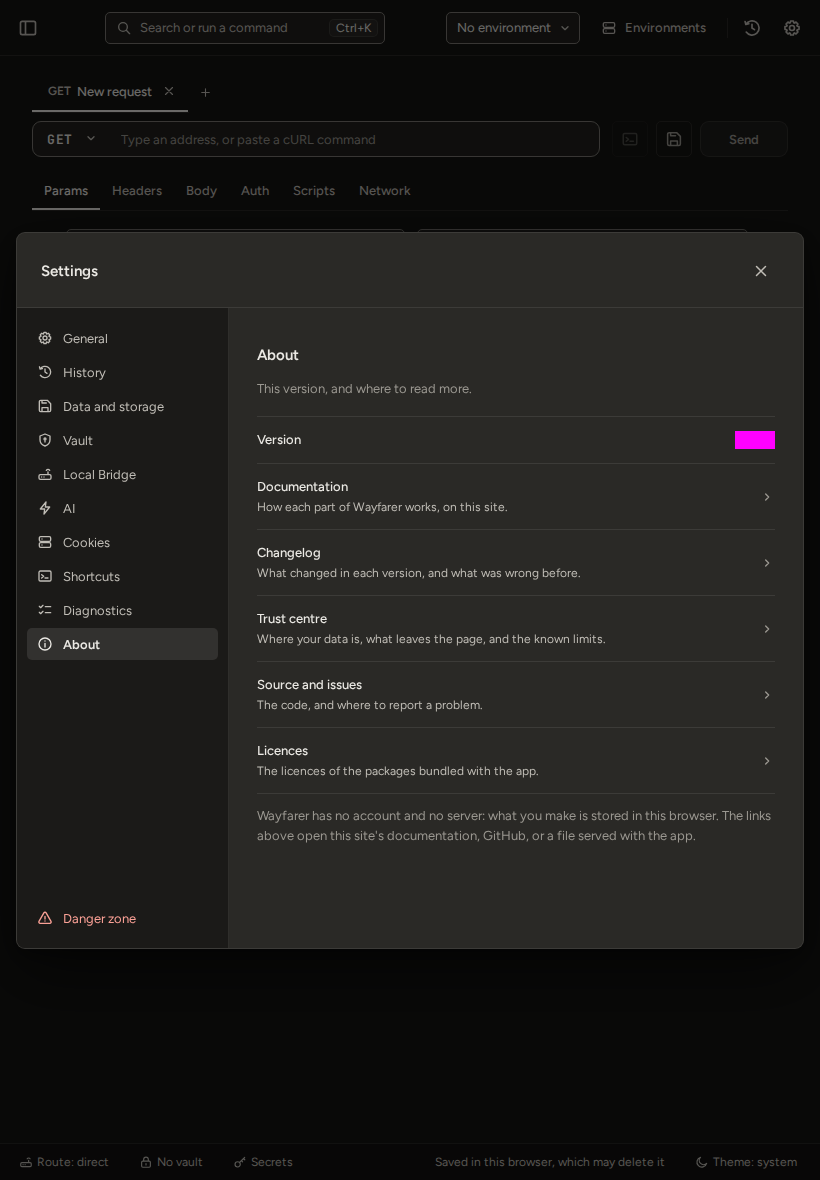 Search or run a command Ctrl+K No environment Environments
GET New request
GET Type an address, or paste a cURL command Send
Params Headers Body Auth Scripts Network
Settings
General
History
Data and storage
Vault
Local Bridge
AI
Cookies
Shortcuts
Diagnostics
About
Danger zone
About
This version, and where to read more.
Version
Documentation
How each part of Wayfarer works, on this site.
Changelog
What changed in each version, and what was wrong before.
Trust centre
Where your data is, what leaves the page, and the known limits.
Source and issues
The code, and where to report a problem.
Licences
The licences of the packages bundled with the app.
Wayfarer has no account and no server: what you make is stored in this browser. The links
above open this site's documentation, GitHub, or a file served with the app.
Route: direct No vault Secrets Saved in this browser, which may delete it Theme: system